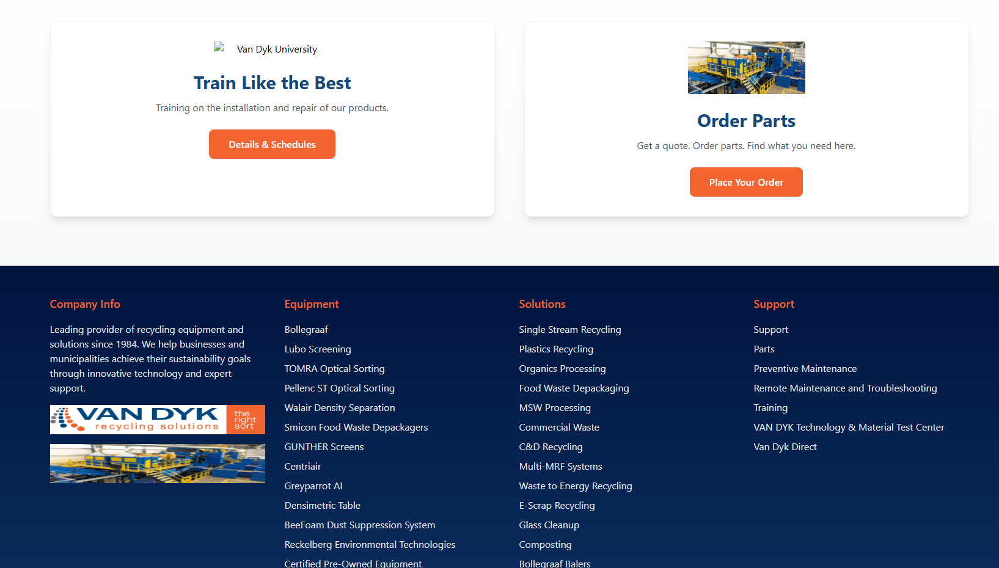 Van Dyk University
Train Like the Best
Training on the installation and repair of our products.
Details & Schedules
Order Parts
Get a quote. Order parts. Find what you need here.
Place Your Order
Company Info
Leading provider of recycling equipment and
solutions since 1984. We help businesses and
municipalities achieve their sustainability goals
through innovative technology and expert
support.
VAN DYK
recycling solutions
the
right
sort
Equipment
Bollegraaf
Lubo Screening
TOMRA Optical Sorting
Pellenc ST Optical Sorting
Walair Density Separation
Smicon Food Waste Depackagers
GUNTHER Screens
Centriair
Greyparrot AI
Densimetric Table
BeeFoam Dust Suppression System
Reckelberg Environmental Technologies
Certified Pre-Owned Equipment
Solutions
Single Stream Recycling
Plastics Recycling
Organics Processing
Food Waste Depackaging
MSW Processing
Commercial Waste
C&D Recycling
Multi-MRF Systems
Waste to Energy Recycling
E-Scrap Recycling
Glass Cleanup
Composting
Bollegraaf Balers
Support
Support
Parts
Preventive Maintenance
Remote Maintenance and Troubleshooting
Training
VAN DYK Technology & Material Test Center
Van Dyk Direct